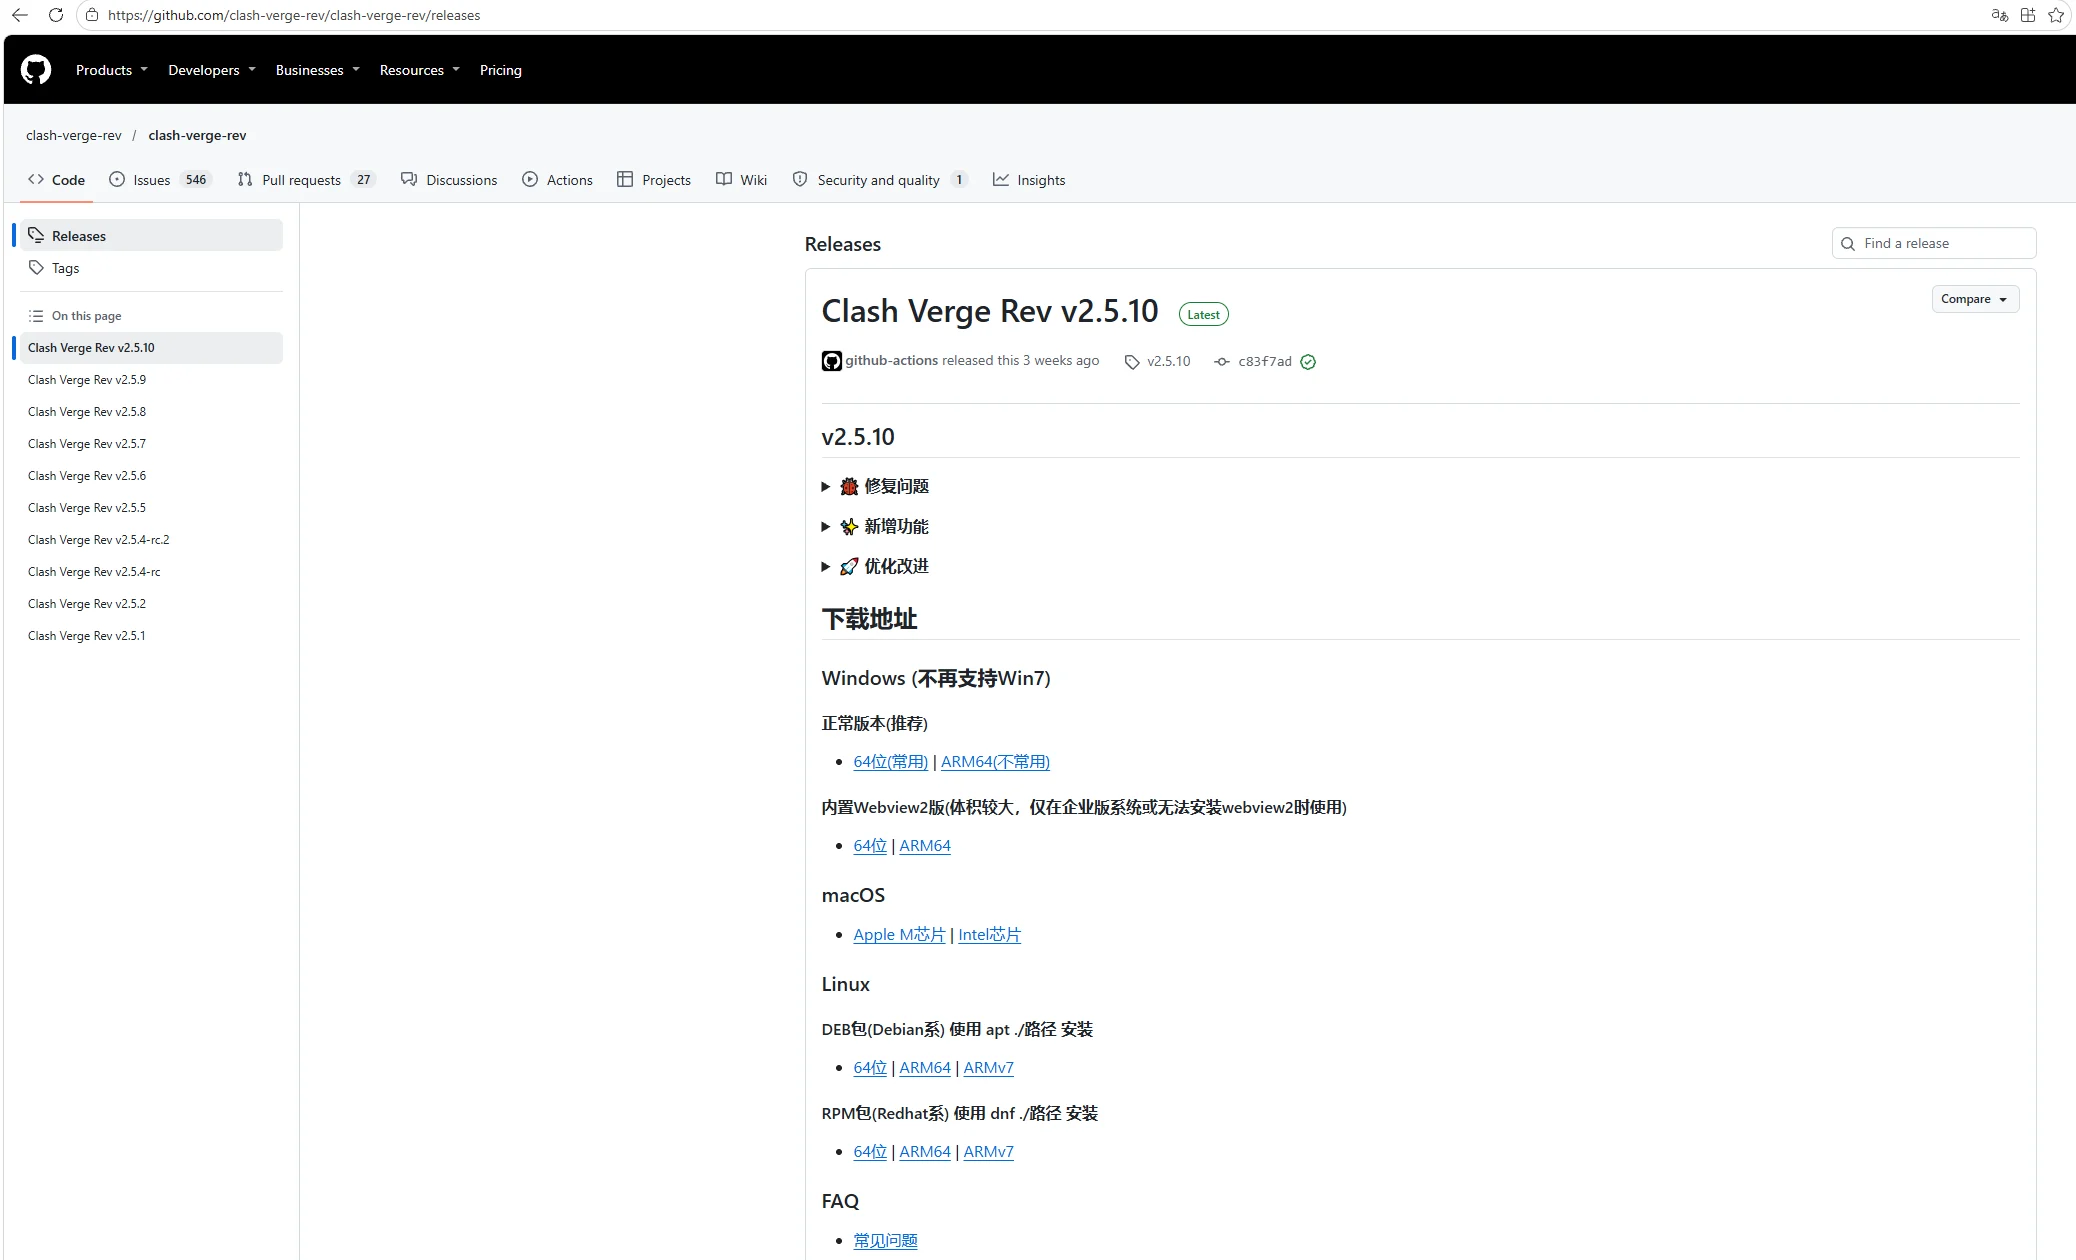 https://github.com/clash-verge-rev/clash-verge-rev/releases
Products Developers Businesses Resources Pricing
clash-verge-rev / clash-verge-rev
Code Issues 546 Pull requests 27 Discussions Actions Projects Wiki Security and quality 1 Insights
Releases
Tags
On this page
Clash Verge Rev v2.5.10
Clash Verge Rev v2.5.9
Clash Verge Rev v2.5.8
Clash Verge Rev v2.5.7
Clash Verge Rev v2.5.6
Clash Verge Rev v2.5.5
Clash Verge Rev v2.5.4-rc.2
Clash Verge Rev v2.5.4-rc
Clash Verge Rev v2.5.2
Clash Verge Rev v2.5.1
Releases
Find a release
Clash Verge Rev v2.5.10 Latest
Compare
github-actions released this 3 weeks ago v2.5.10 c83f7ad
v2.5.10
修复问题
新增功能
优化改进
下载地址
Windows (不再支持Win7)
正常版本(推荐)
64位(常用) | ARM64(不常用)
内置Webview2版(体积较大，仅在企业版系统或无法安装webview2时使用)
64位 | ARM64
macOS
Apple M芯片 | Intel芯片
Linux
DEB包(Debian系) 使用 apt ./路径 安装
64位 | ARM64 | ARMv7
RPM包(Redhat系) 使用 dnf ./路径 安装
64位 | ARM64 | ARMv7
FAQ
常见问题